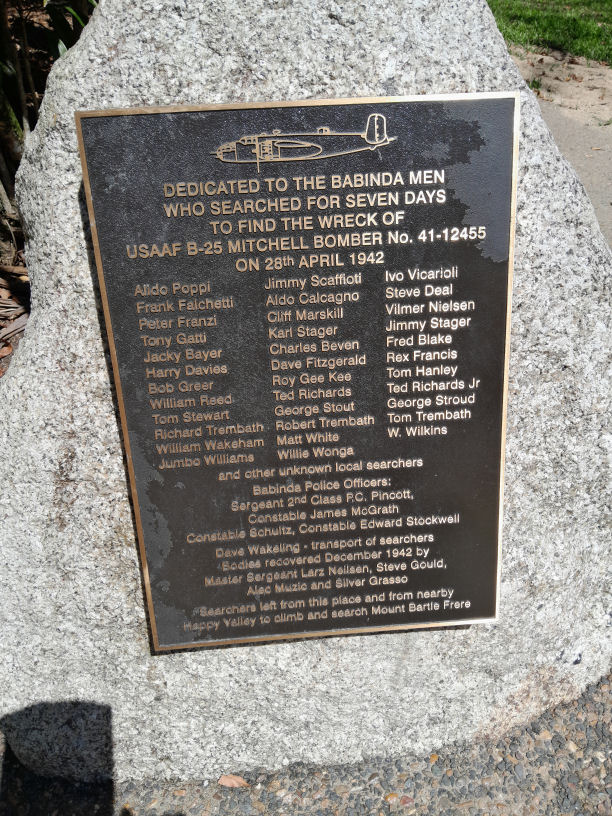 DEDICATED TO THE BABINDA MEN
WHO SEARCHED FOR SEVEN DAYS
TO FIND THE WRECK OF
USAAF B-25 MITCHELL BOMBER No. 41-12455
ON 28th APRIL 1942
Alido Poppi
Frank Falchetti
Peter Franzi
Tony Gatti
Jacky Bayer
Harry Davies
Bob Greer
William Reed
Tom Stewart
Richard Trembath
William Wakeham
Jumbo Williams
Jimmy Scaffioti
Aldo Calcagno
Cliff Marskill
Karl Stager
Charles Beven
Dave Fitzgerald
Roy Gee Kee
Ted Richards
George Stout
Robert Trembath
Matt White
Willie Wonga
Ivo Vicarioli
Steve Deal
Vilmer Nielsen
Jimmy Stager
Fred Blake
Rex Francis
Tom Hanley
Ted Richards Jr
George Stroud
Tom Trembath
W. Wilkins
and other unknown local searchers
Babinda Police Officers:
Sergeant 2nd Class P.C. Pincott,
Constable James McGrath
Constable Schultz, Constable Edward Stockwell
Dave Wakeling - transport of searchers
Bodies recovered December 1942 by
Master Sergeant Larz Neilsen, Steve Gould,
Alec Muzic and Silver Grasso
Searchers left from this place and from nearby
Happy Valley to climb and search Mount Bartle Frere